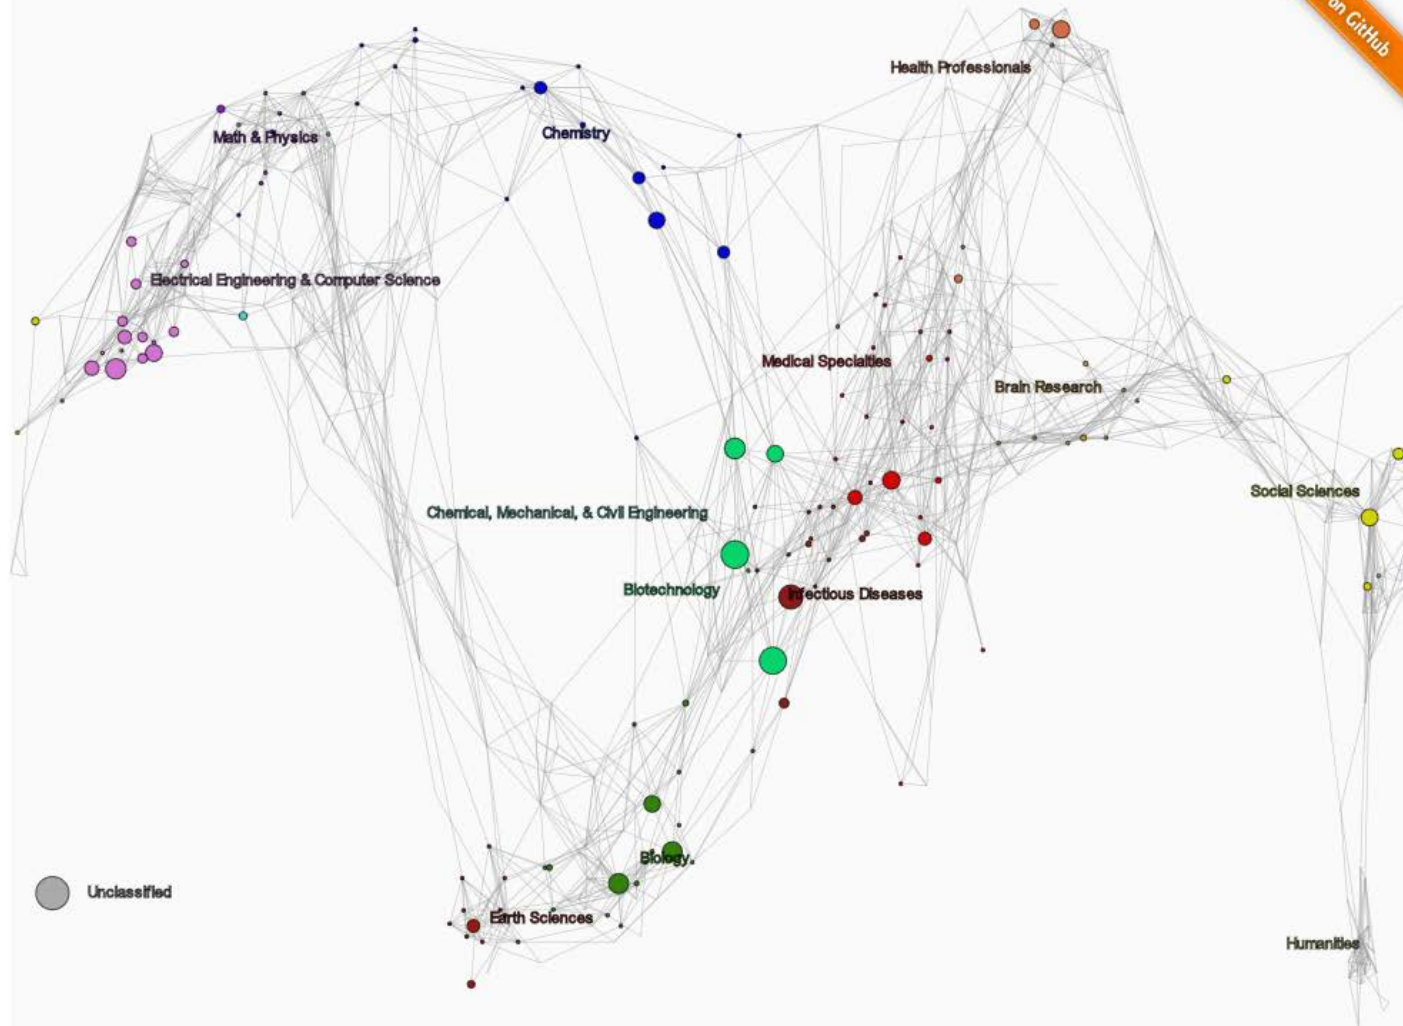 on GitHub
Health Professionals
Math & Physics
Chemistry
Electrical Engineering & Computer Science
Medical Specialties
Brain Research
Social Sciences
Chemical, Mechanical, & Civil Engineering
Biotechnology
Infectious Diseases
Biology
Unclassified
Earth Sciences
Humanities